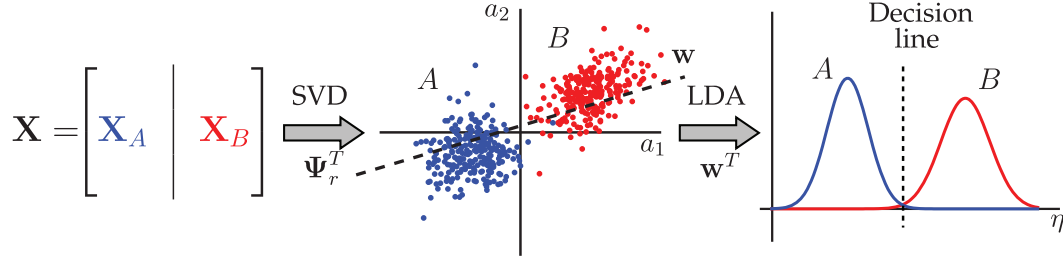 X = [ X_A | X_B ]
SVD
Ψ_r^T
a_2
A
B
w
a_1
LDA
w^T
Decision
line
A
B
η